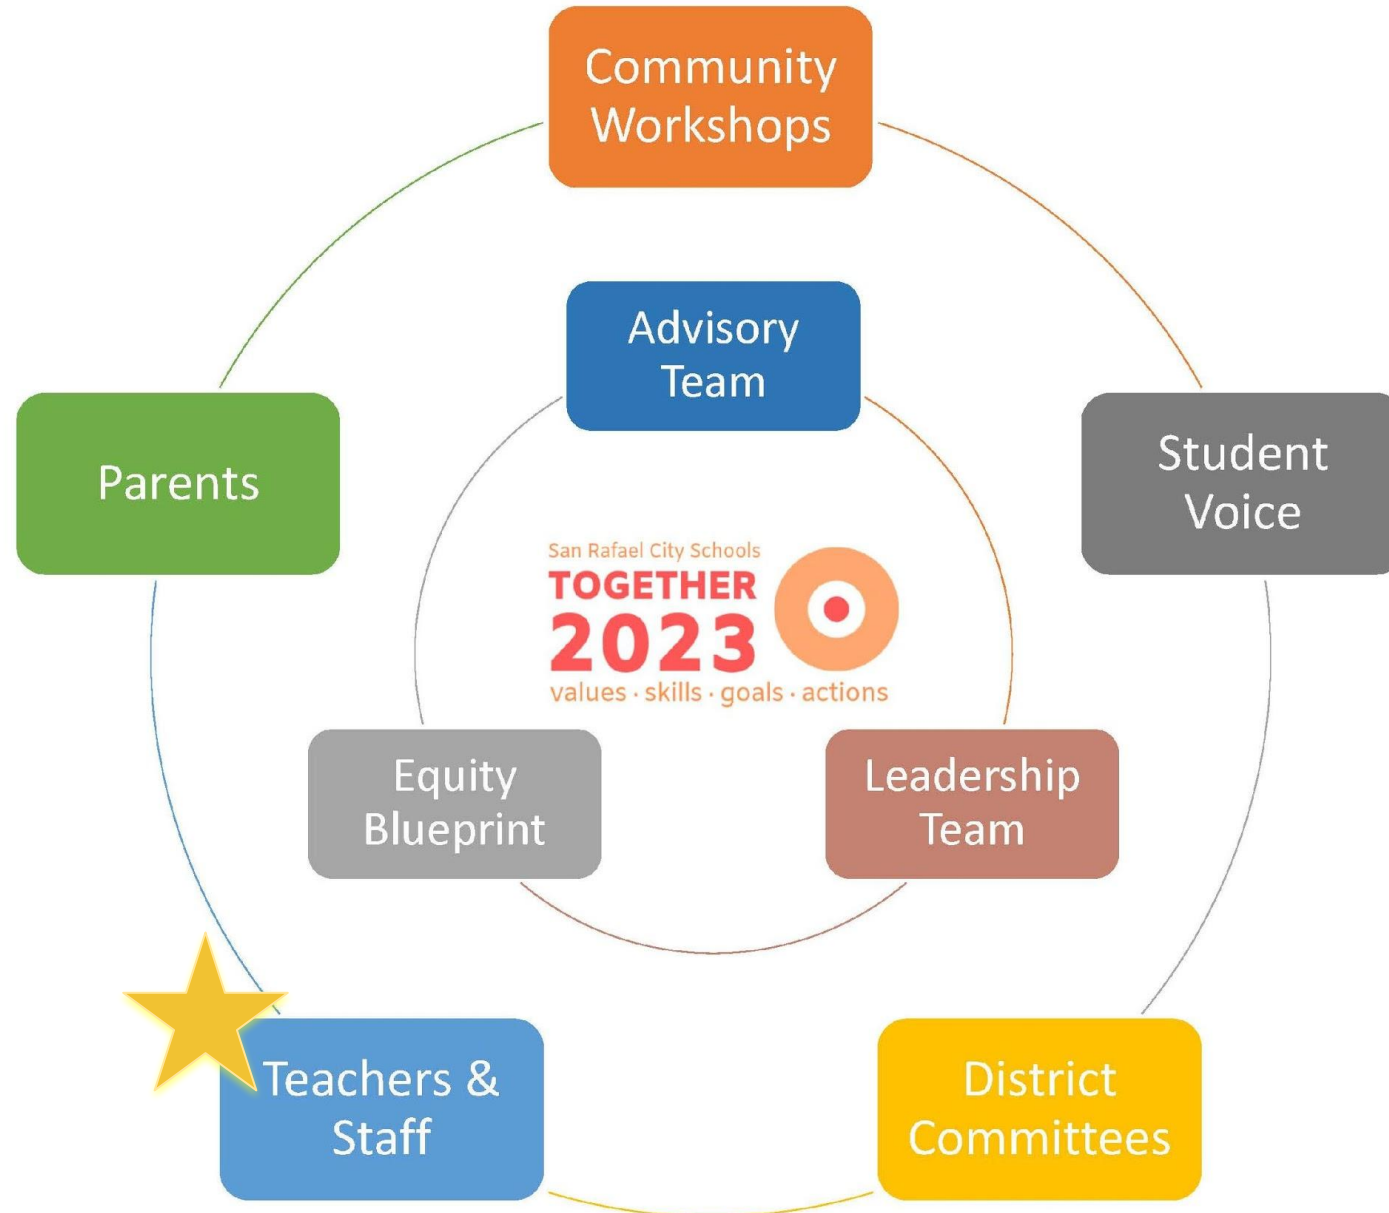 Community
Workshops
Advisory
Team
Parents
Student
Voice
San Rafael City Schools
TOGETHER
2023
values · skills · goals · actions
Equity
Blueprint
Leadership
Team
Teachers &
Staff
District
Committees